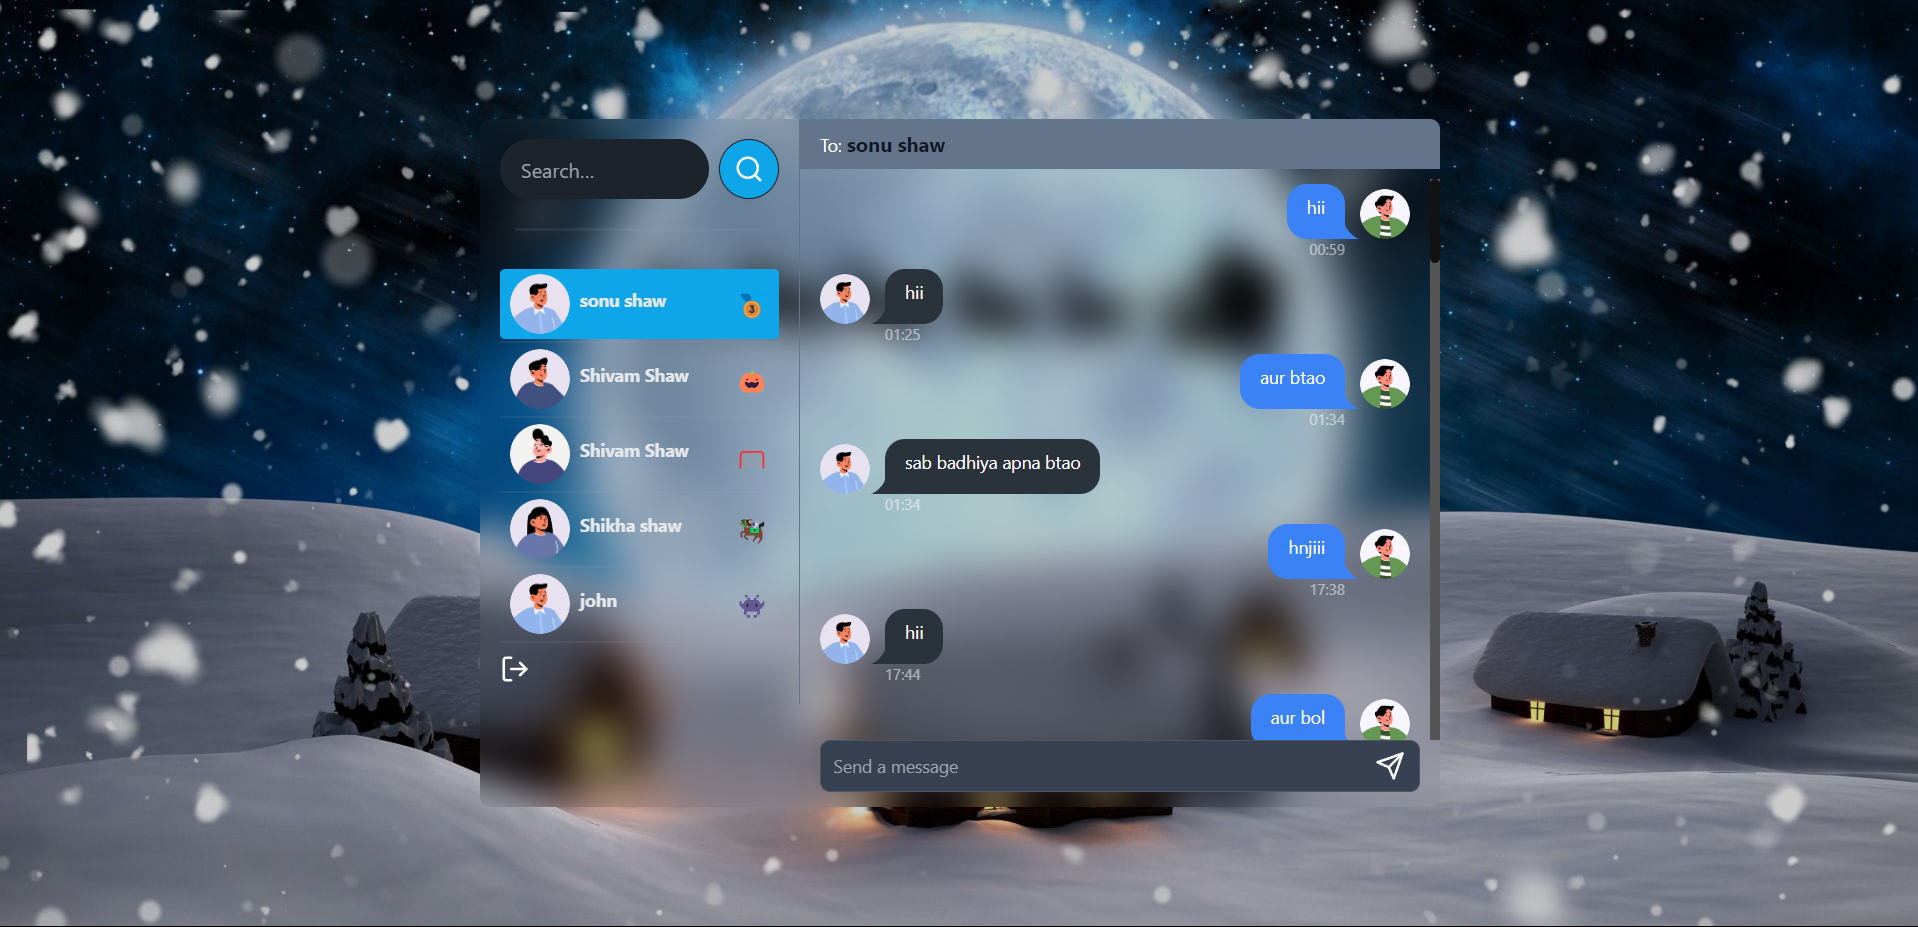 Search...
sonu shaw
3
Shivam Shaw
Shivam Shaw
Shikha shaw
john
To: sonu shaw
hii
00:59
hii
01:25
aur btao
01:34
sab badhiya apna btao
01:34
hnjiii
17:38
hii
17:44
aur bol
Send a message